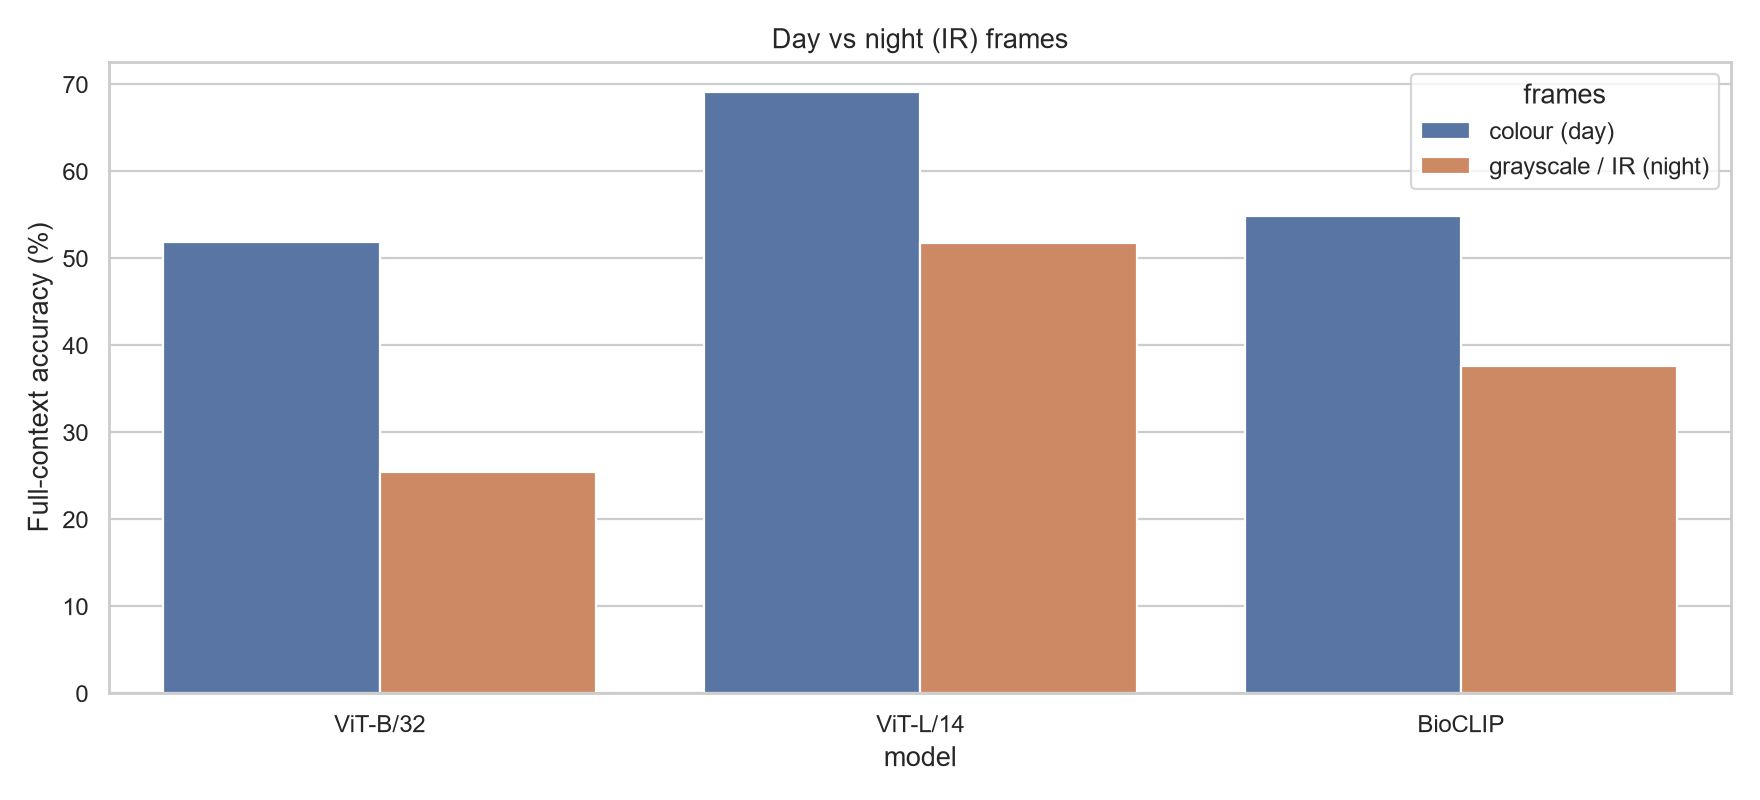 Day vs night (IR) frames
frames
colour (day)
grayscale / IR (night)
Full-context accuracy (%)
70
60
50
40
30
20
10
0
ViT-B/32
ViT-L/14
BioCLIP
model